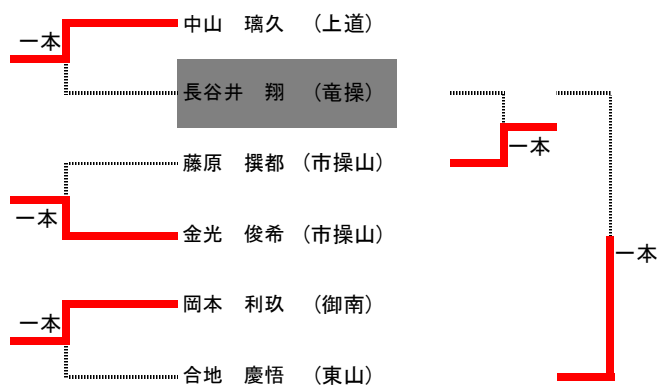 中山　璃久　（上道）
一本
長谷井　翔　（竜操）
一本
藤原　撰都　（市操山）
一本
金光　俊希　（市操山）
一本
岡本　利玖　（御南）
一本
合地　慶悟　（東山）